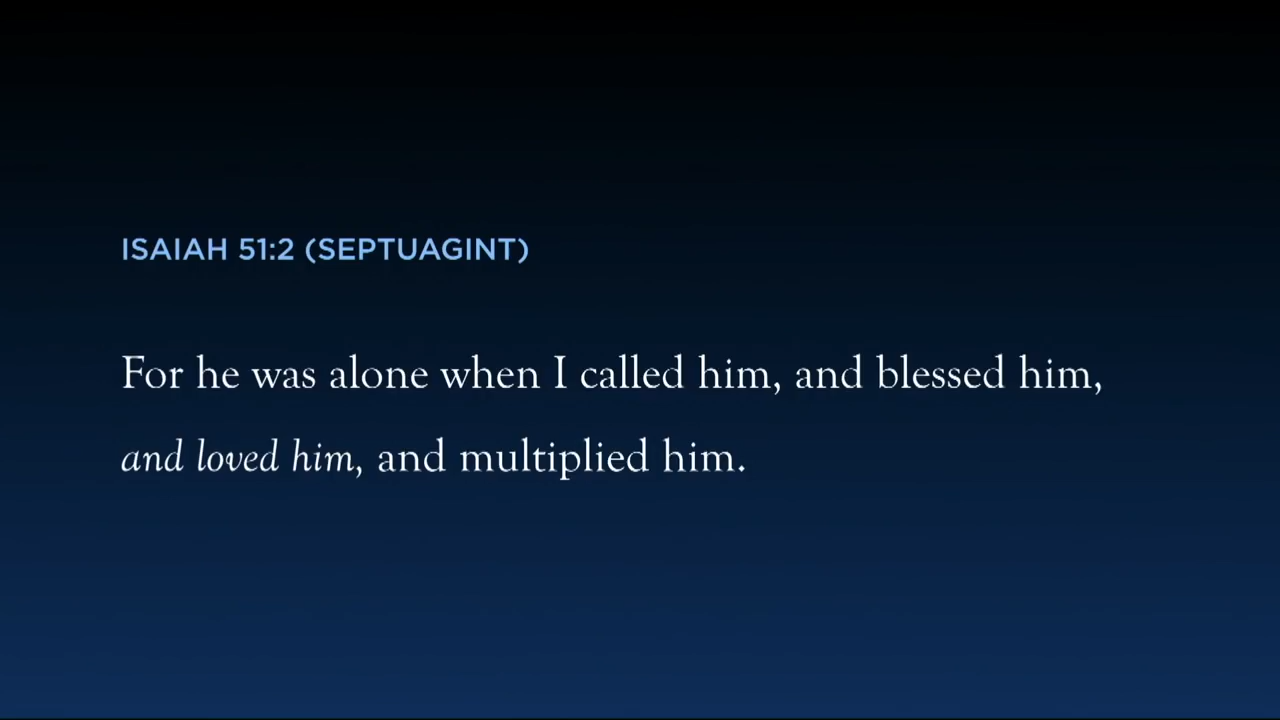 ISAIAH 51:2 (SEPTUAGINT)
For he was alone when I called him, and blessed him,
and loved him, and multiplied him.